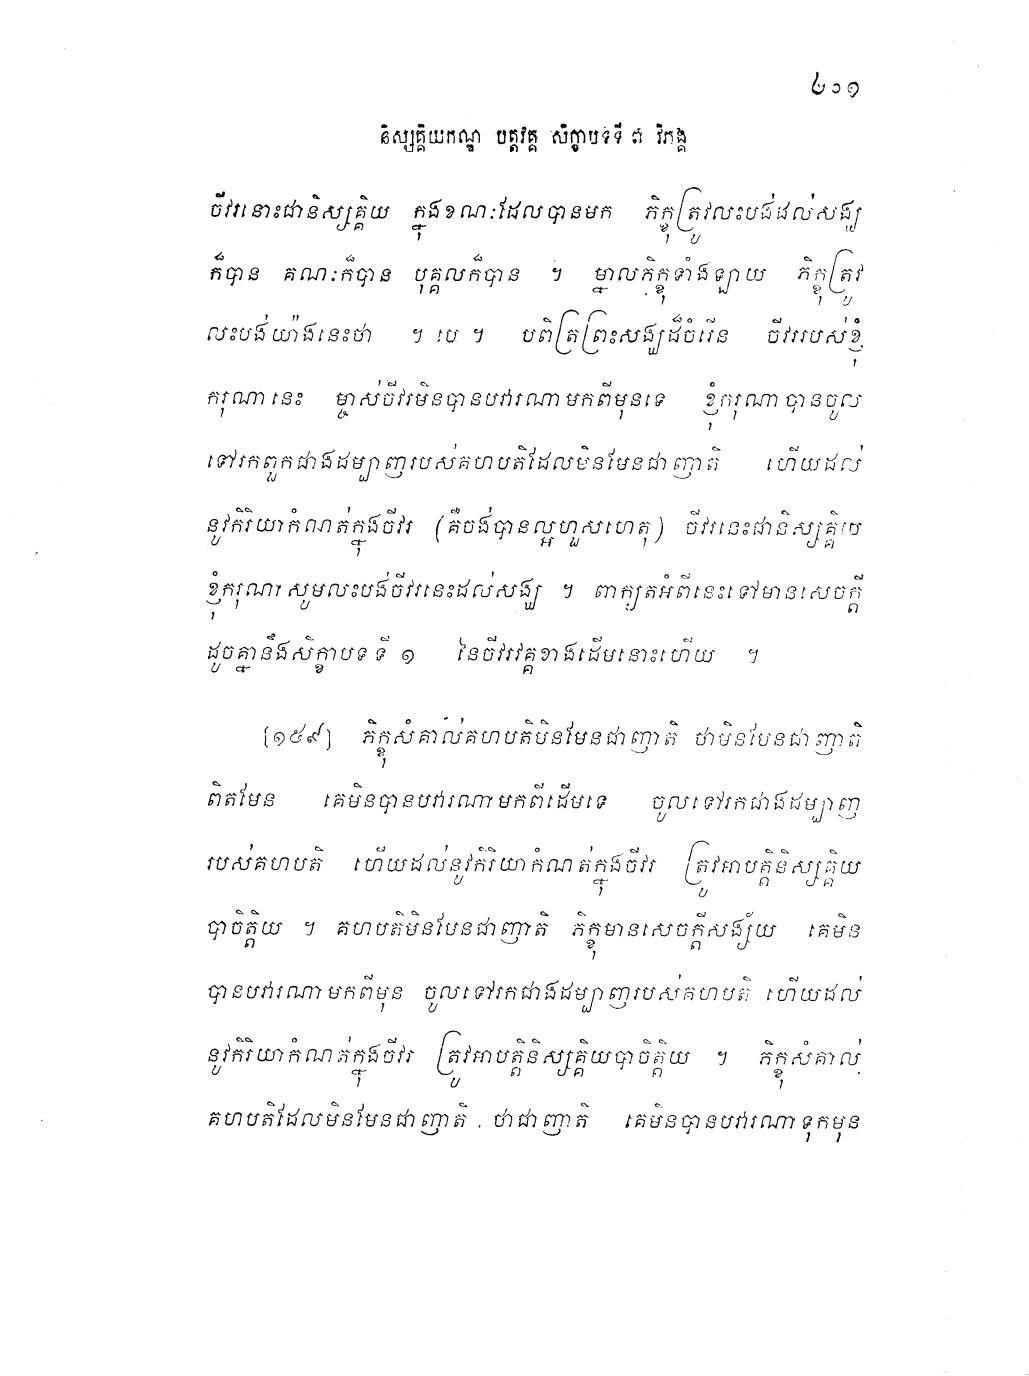 ៤០១
និស្សគ្គិយកណ្ឌ បត្តវគ្គ សិក្ខាបទទី ៧ វិភង្គ
ចីវរនោះជានិស្សគ្គិយ ក្នុងខណៈដែលបានមក ភិក្ខុត្រូវលះបង់ដល់សង្ឃ
ក៏បាន គណៈក៏បាន បុគ្គលក៏បាន ។ ម្នាលភិក្ខុទាំងឡាយ ភិក្ខុត្រូវ
លះបង់យ៉ាងនេះថា ។ បេ ។ បពិត្រព្រះសង្ឃដ៏ចំរើន ចីវររបស់ខ្ញុំ
ករុណានេះ ម្ចាស់ចីវរមិនបានបវារណាមកពីមុនទេ ខ្ញុំករុណាបានចូល
ទៅរកពួកជាងដម្បាញរបស់គហបតិដែលមិនមែនជាញាតិ ហើយដល់
នូវកិរិយាកំណត់ក្នុងចីវរ (គឺចង់បានល្អហួសហេតុ) ចីវរនេះជានិស្សគ្គិយ
ខ្ញុំករុណា សូមលះបង់ចីវរនេះដល់សង្ឃ ។ ពាក្យតអំពីនេះទៅមានសេចក្តី
ដូចគ្នានឹងសិក្ខាបទទី ១ នៃចីវរវគ្គខាងដើមនោះហើយ ។
[១៥៩] ភិក្ខុសំគាល់គហបតិមិនមែនជាញាតិ ថាមិនមែនជាញាតិ
ពិតមែន គេមិនបានបវារណាមកពីដើមទេ ចូលទៅរកជាងដម្បាញ
របស់គហបតិ ហើយដល់នូវកិរិយាកំណត់ក្នុងចីវរ ត្រូវអាបត្តិនិស្សគ្គិយ
បាចិត្តិយ ។ គហបតិមិនមែនជាញាតិ ភិក្ខុមានសេចក្តីសង្ស័យ គេមិន
បានបវារណាមកពីមុន ចូលទៅរកជាងដម្បាញរបស់គហបតិ ហើយដល់
នូវកិរិយាកំណត់ក្នុងចីវរ ត្រូវអាបត្តិនិស្សគ្គិយបាចិត្តិយ ។ ភិក្ខុសំគាល់
គហបតិដែលមិនមែនជាញាតិ ថាជាញាតិ គេមិនបានបវារណាទុកមុន